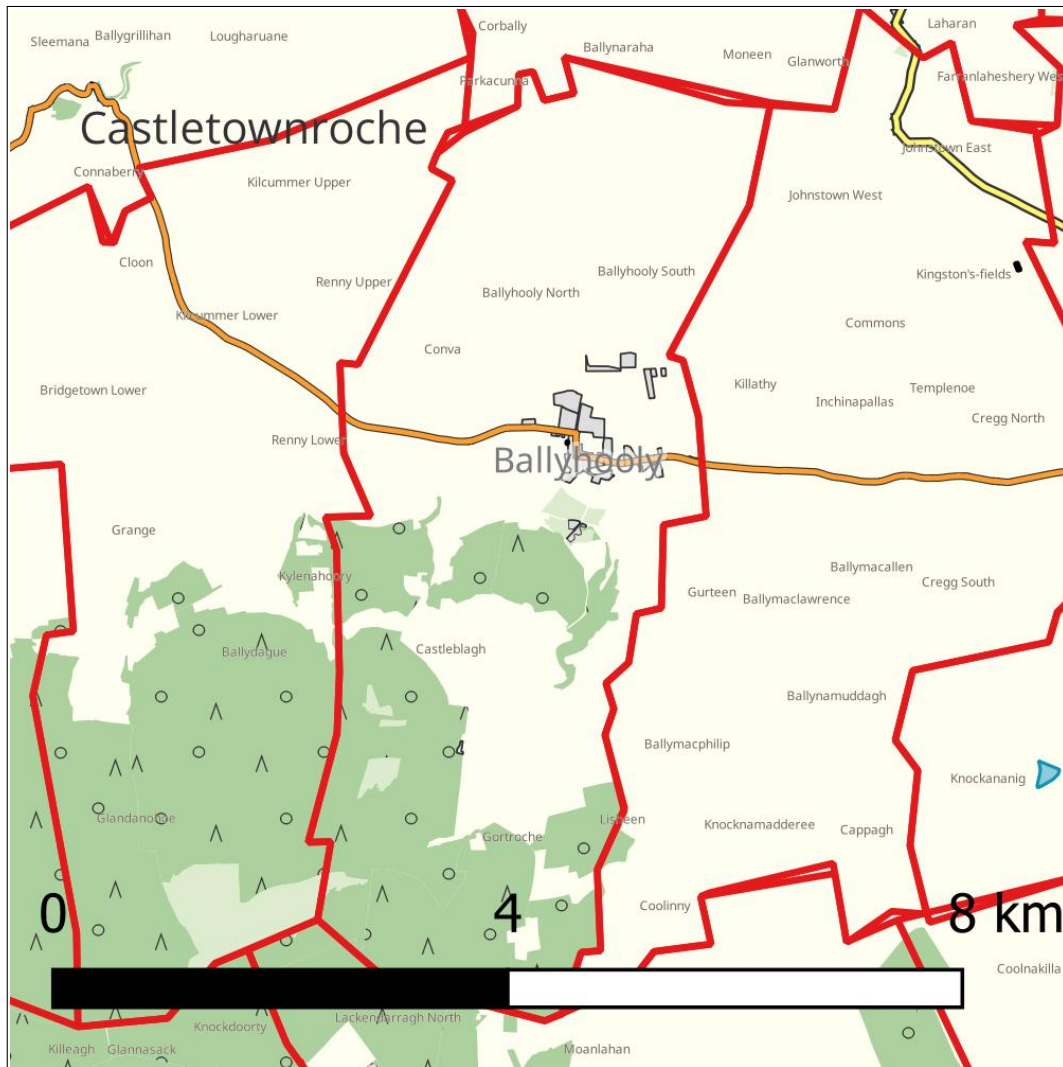 Corbally
Laharan
Sleemana
Ballygrillihan
Lougharuane
Ballynaraha
Moneen
Glanworth
Parkacunna
Farranlaheshery Wes
Castletownroche
Johnstown East
Connaberry
Kilcummer Upper
Johnstown West
Cloon
Ballyhooly South
Kingston's-fields
Renny Upper
Ballyhooly North
Kilcummer Lower
Commons
Conva
Bridgetown Lower
Killathy
Templenoe
Inchinapallas
Cregg North
Renny Lower
Ballyhooly
Grange
Ballymacallen
Kylenahoory
Cregg South
Gurteen
Ballymaclawrence
Ballydague
Castleblagh
Ballynamuddagh
Ballymacphilip
Knockananig
Glandanohoe
Lisheen
Knocknamadderee
Cappagh
Gortroche
Coolinny
0
4
8 km
Coolnakilla
Knockdoorty
Lackendarragh North
Killeagh
Glannasack
Moanlahan